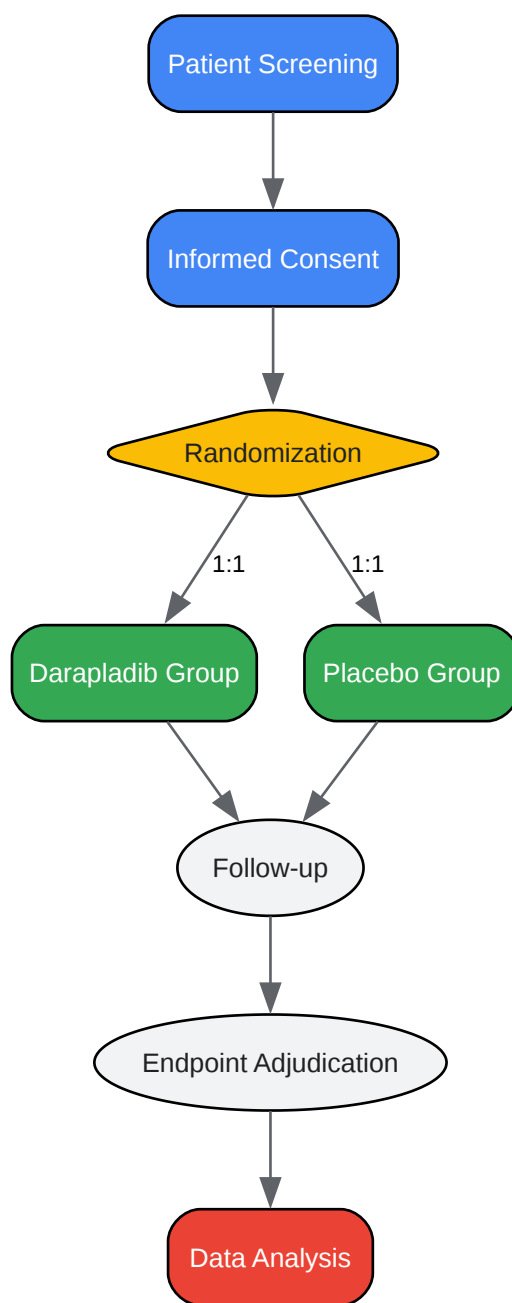 Patient Screening
Informed Consent
Randomization
1:1
1:1
Darapladib Group
Placebo Group
Follow-up
Endpoint Adjudication
Data Analysis